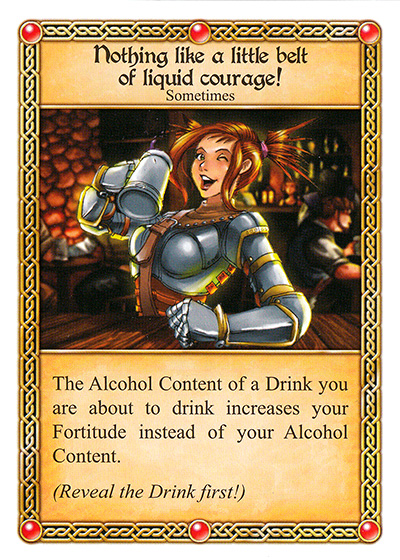 Nothing like a little belt
of liquid courage!
Sometimes
The Alcohol Content of a Drink you
are about to drink increases your
Fortitude instead of your Alcohol
Content.
(Reveal the Drink first!)